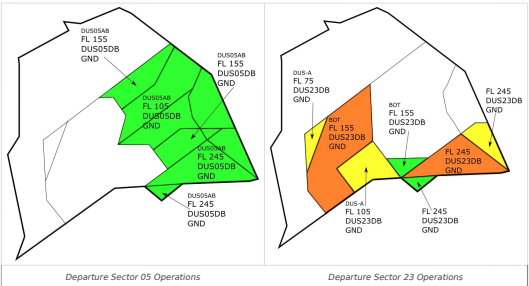 DUS05AB
FL 155
DUS05DB
GND
DUS05AB
FL 155
DUS05DB
GND
DUS05AB
FL 105
DUS05DB
GND
DUS05AB
FL 245
DUS05DB
GND
DUS05AB
FL 245
DUS05DB
GND
Departure Sector 05 Operations
DUS-A
FL 75
DUS23DB
GND
FL 245
DUS23DB
GND
BOT
FL 155
DUS23DB
GND
BOT
FL 155
DUS23DB
GND
FL 245
DUS23DB
GND
DUS-A
FL 105
DUS23DB
GND
FL 245
DUS23DB
GND
Departure Sector 23 Operations